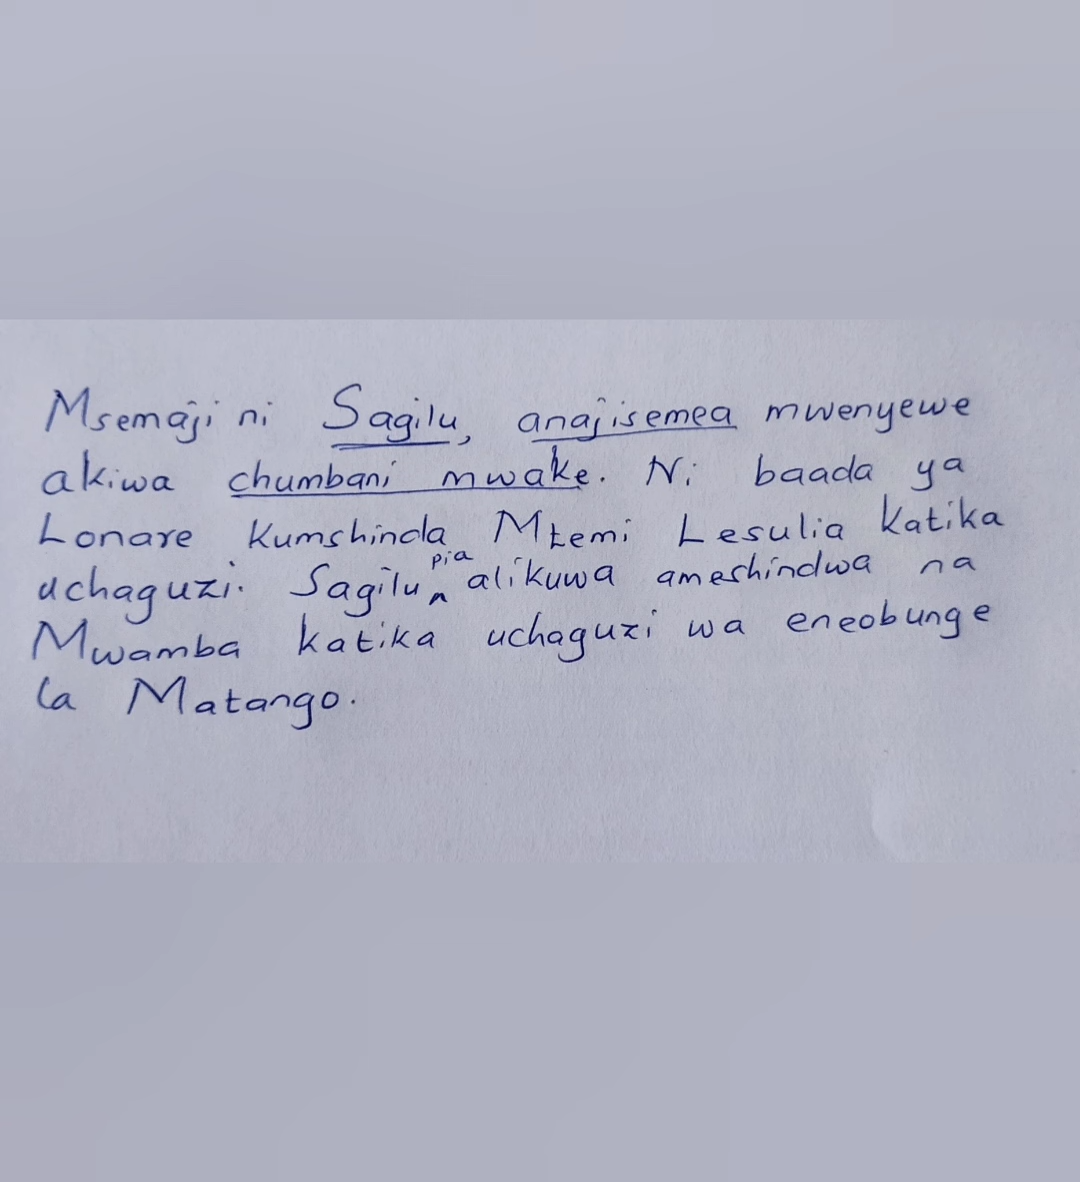 Msemaji ni Sagilu, anajisemea mwenyewe
akiwa chumbani mwake. Ni baada ya
Lonare kumshinda Mtemi Lesulia katika
uchaguzi. Sagilu pia alikuwa ameshindwa na
Mwamba katika uchaguzi wa eneobunge
la Matango.